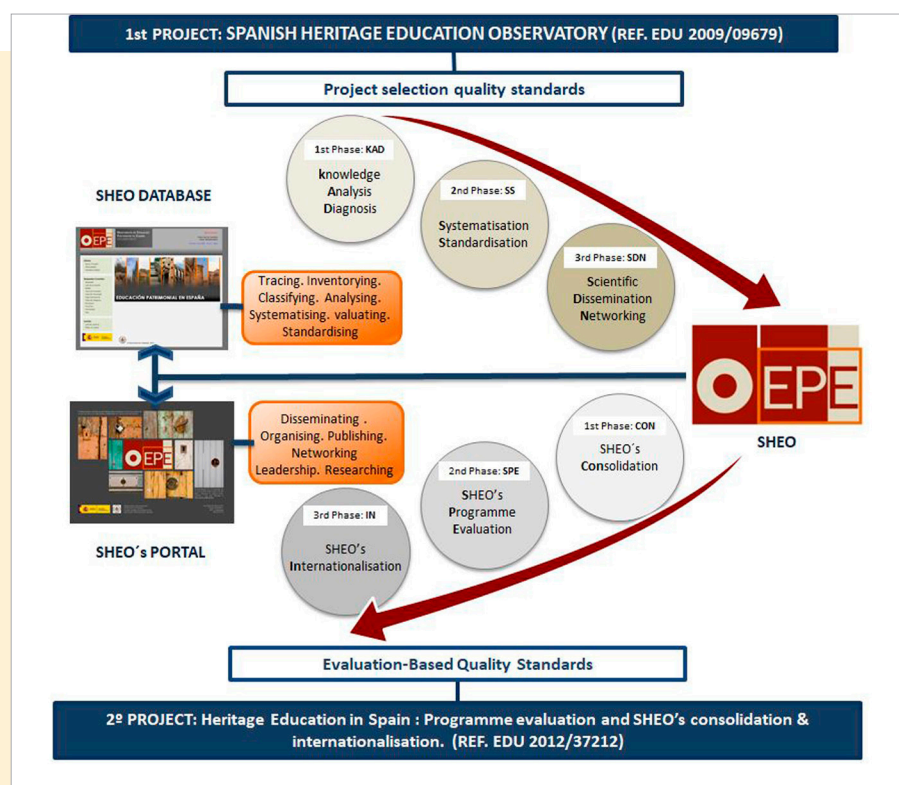 1st PROJECT: SPANISH HERITAGE EDUCATION OBSERVATORY (REF. EDU 2009/09679)
Project selection quality standards
1st Phase: KAD
knowledge
Analysis
Diagnosis
2nd Phase: SS
Systematisation
Standardisation
3rd Phase: SDN
Scientific
Dissemination
Networking
SHEO DATABASE
OEPE
EDUCACIÓN PATRIMONIAL EN ESPAÑA
Tracing. Inventorying.
Classifying. Analysing.
Systematising. valuating.
Standardising
OEPE
SHEO
OEPE
SHEO´s PORTAL
Disseminating .
Organising. Publishing.
Networking
Leadership. Researching
1st Phase: CON
SHEO´s
Consolidation
2nd Phase: SPE
SHEO’s
Programme
Evaluation
3rd Phase: IN
SHEO’s
Internationalisation
Evaluation-Based Quality Standards
2º PROJECT: Heritage Education in Spain : Programme evaluation and SHEO’s consolidation &
internationalisation. (REF. EDU 2012/37212)